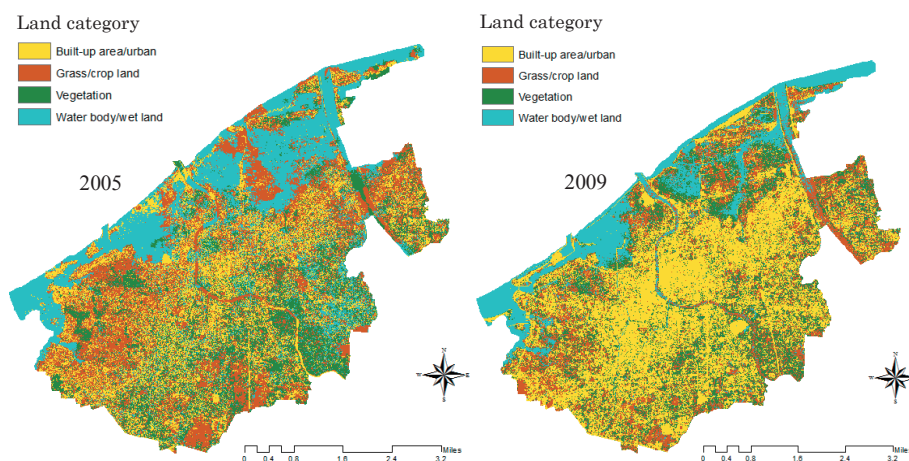 Land category
Built-up area/urban
Grass/crop land
Vegetation
Water body/wet land
2005
N
W
E
S
0 0.4 0.8 1.6 2.4 3.2
Miles
Land category
Built-up area/urban
Grass/crop land
Vegetation
Water body/wet land
2009
N
W
S
0 0.4 0.8 1.6 2.4 3.2
Miles